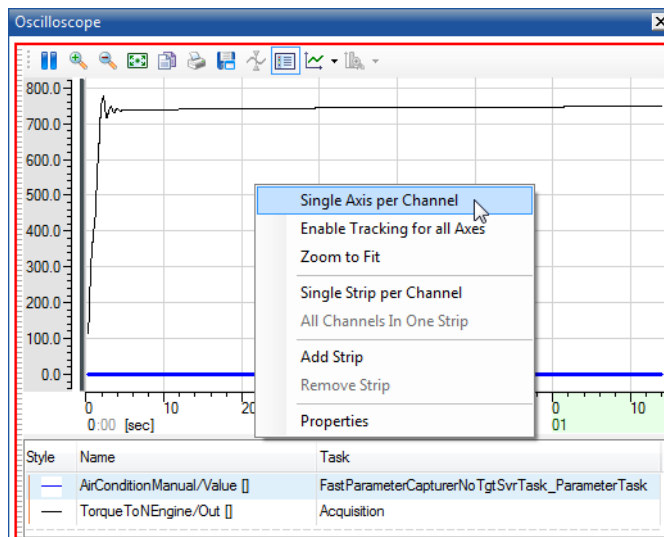 Oscilloscope
800.0
700.0
600.0
500.0
400.0
300.0
200.0
100.0
0.0
Single Axis per Channel
Enable Tracking for all Axes
Zoom to Fit
Single Strip per Channel
All Channels In One Strip
Add Strip
Remove Strip
Properties
0 10 20 0 10
0:00 [sec] 01
Style Name Task
AirConditionManual/Value [] FastParameterCapturerNoTgtSvrTask_ParameterTask
TorqueToNEngine/Out [] Acquisition